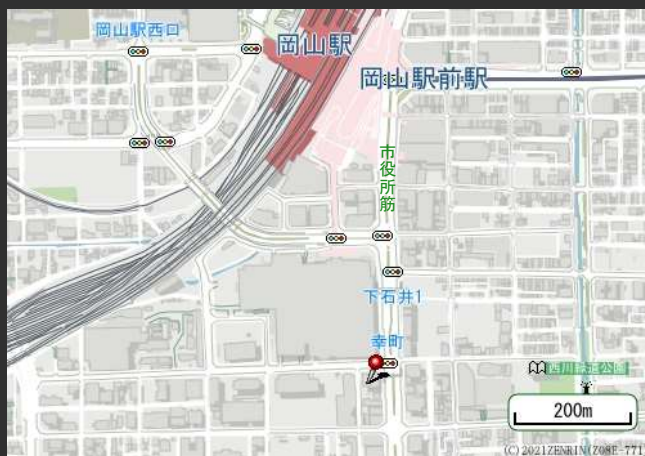 岡山駅西口
岡山駅
岡山駅前駅
市役所筋
下石井1
幸町
西川緑道公園
200m
(C)2021ZENRIN(Z08E-771